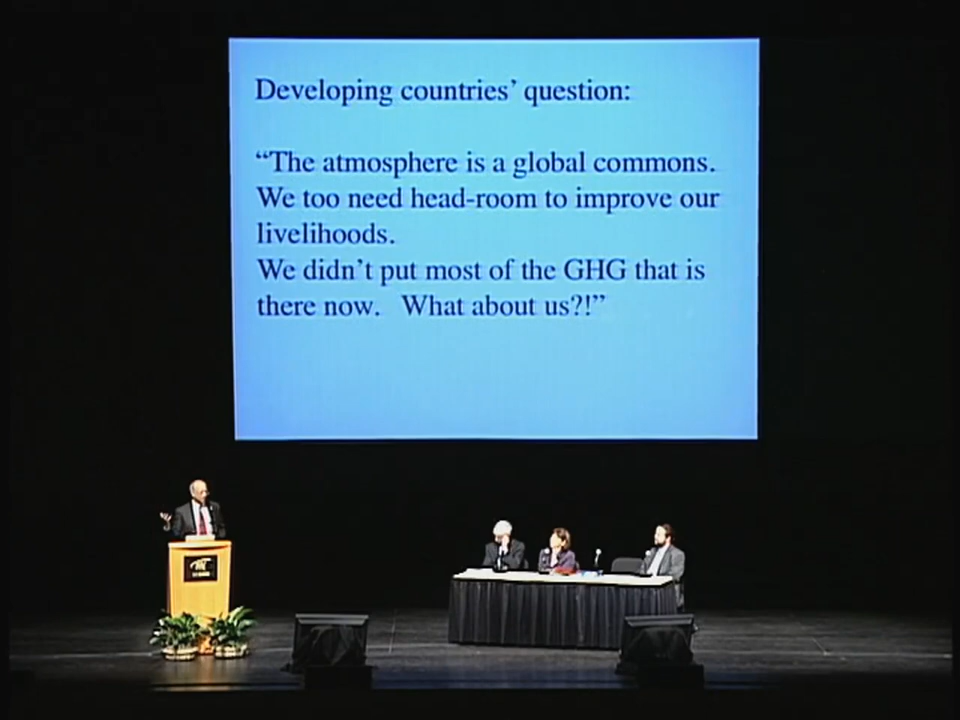 Developing countries’ question:
“The atmosphere is a global commons.
We too need head-room to improve our
livelihoods.
We didn’t put most of the GHG that is
there now. What about us?!”